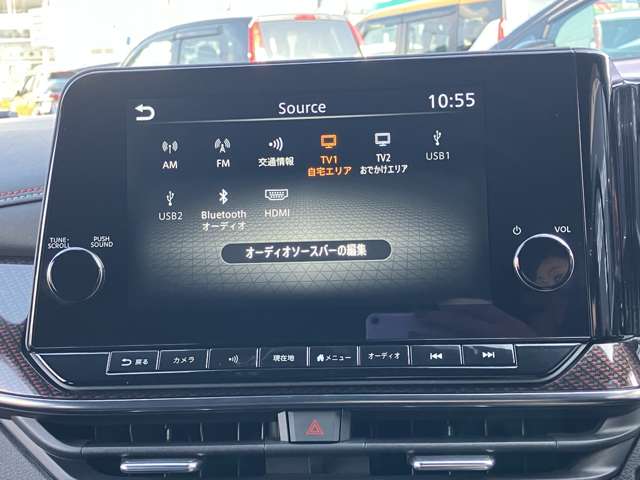 Source
10:55
AM
FM
交通情報
TV1
自宅エリア
TV2
おでかけエリア
USB1
USB2
Bluetooth
オーディオ
HDMI
オーディオソースバーの編集
TUNE·
SCROLL
PUSH
SOUND
VOL
戻る
カメラ
現在地
メニュー
オーディオ